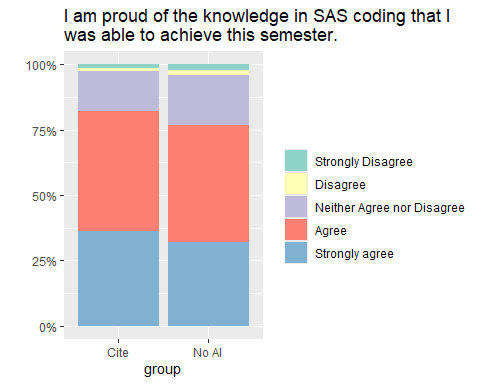 I am proud of the knowledge in SAS coding that I
was able to achieve this semester.
100%
75%
50%
25%
0%
Cite
No AI
group
Strongly Disagree
Disagree
Neither Agree nor Disagree
Agree
Strongly agree